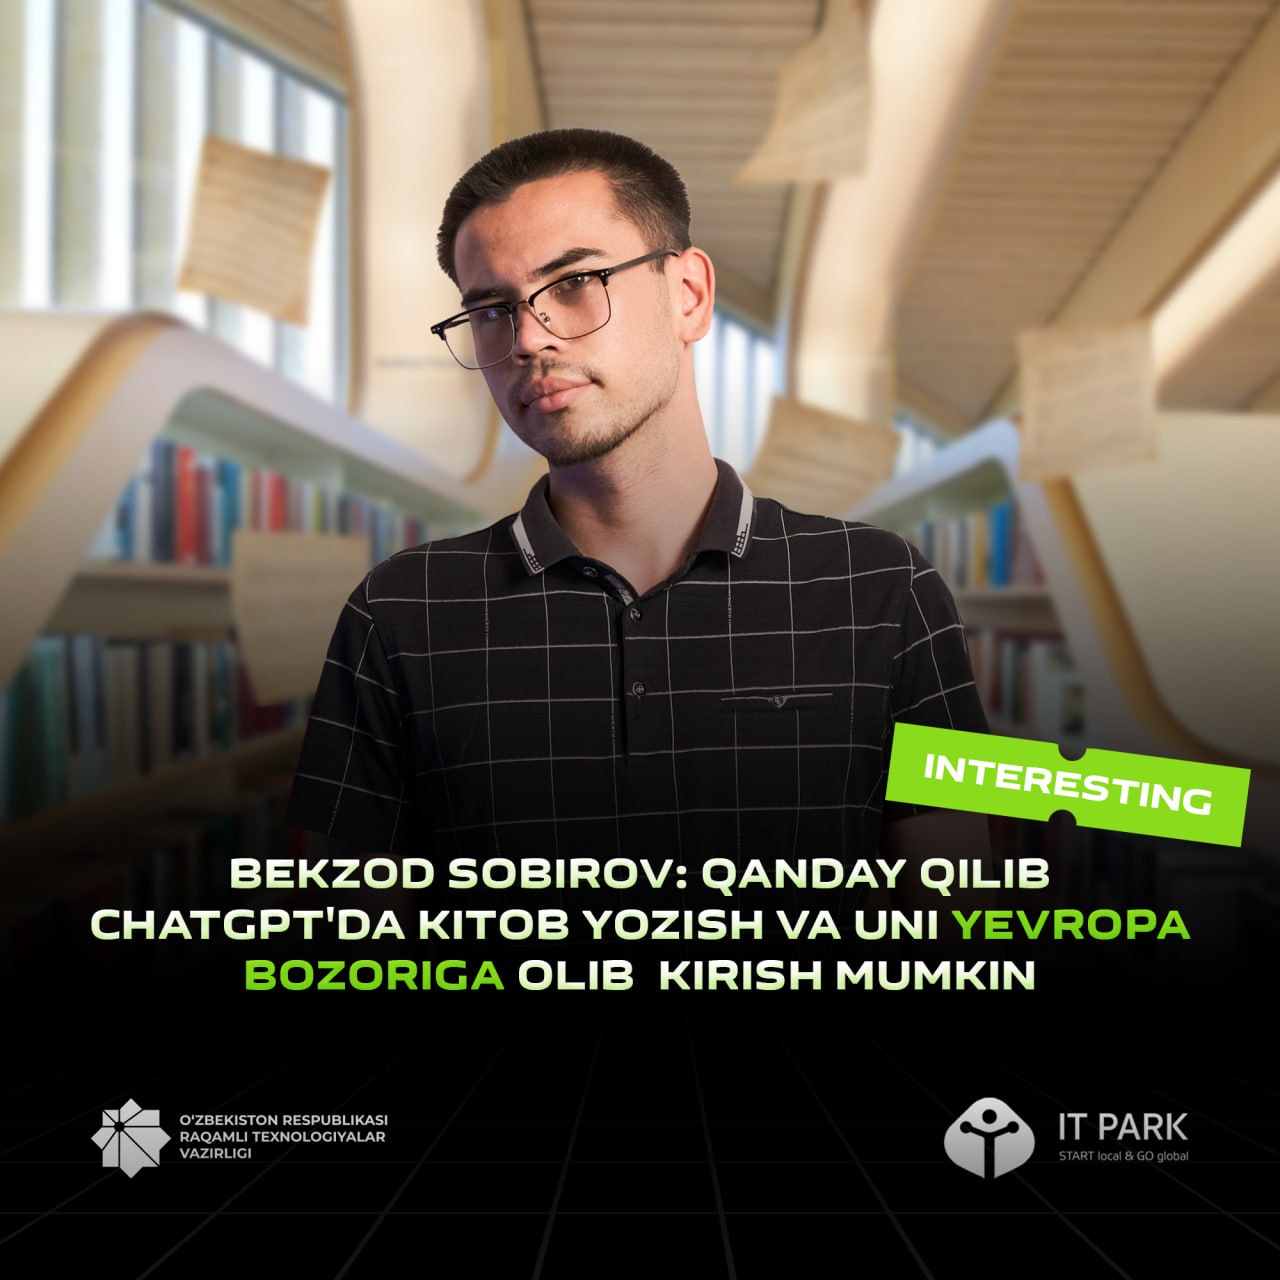 INTERESTING
BEKZOD SOBIROV: QANDAY QILIB
CHATGPT'DA KITOB YOZISH VA UNI YEVROPA
BOZORIGA OLIB KIRISH MUMKIN
O'ZBEKISTON RESPUBLIKASI
RAQAMLI TEXNOLOGIYALAR
VAZIRLIGI
IT PARK
START local & GO global